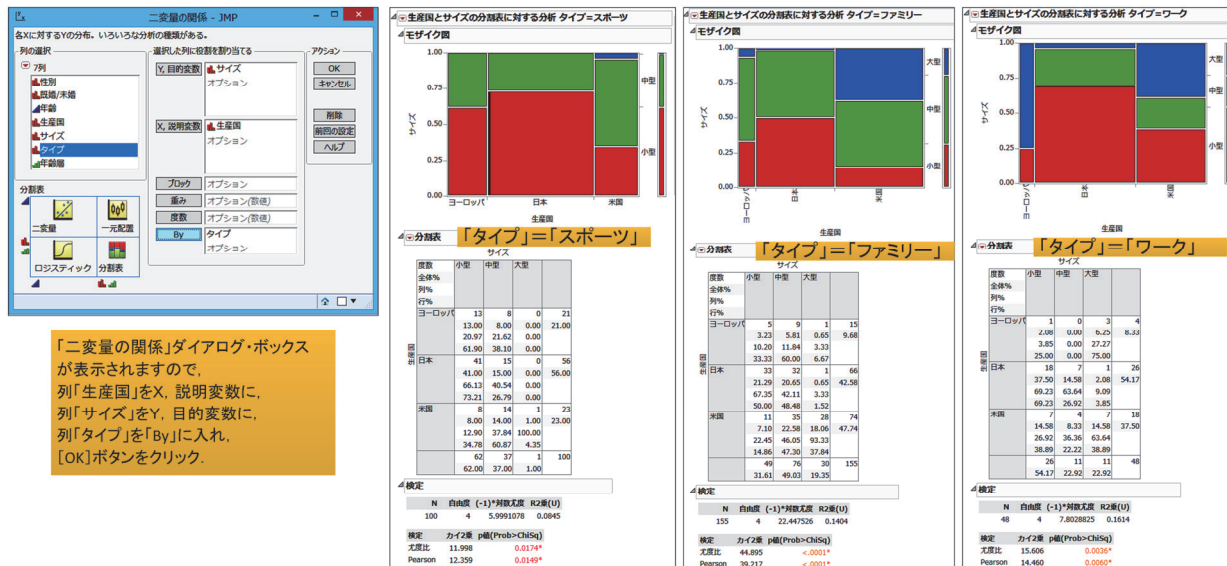 二変量の関係 - JMP
各Xに対するYの分布。いろいろな分析の種類がある。
列の選択
7列
性別
既婚/未婚
年齢
生産国
サイズ
タイプ
年齢層
分割表
二変量
一元配置
ロジスティック
分割表
選択した列に役割を割り当てる
Y, 目的変数
サイズ
オプション
X, 説明変数
生産国
オプション
ブロック
オプション
重み
オプション(数値)
度数
オプション(数値)
By
タイプ
オプション
アクション
OK
キャンセル
削除
前回の設定
ヘルプ
「二変量の関係」ダイアログ・ボックス
が表示されますので,
列「生産国」をX, 説明変数に,
列「サイズ」をY, 目的変数に,
列「タイプ」を「By」に入れ,
[OK]ボタンをクリック.
生産国とサイズの分割表に対する分析 タイプ=スポーツ
モザイク図
1.00
0.75
0.50
0.25
0.00
サイズ
中型
小型
ヨーロッパ 日本 米国
生産国
分割表
「タイプ」=「スポーツ」
サイズ
度数 小型 中型 大型
全体%
列%
行%
生産国
ヨーロッパ 13 8 0 21
13.00 8.00 0.00 21.00
20.97 21.62 0.00
61.90 38.10 0.00
日本 41 15 0 56
41.00 15.00 0.00 56.00
66.13 40.54 0.00
73.21 26.79 0.00
米国 8 14 1 23
8.00 14.00 1.00 23.00
12.90 37.84 100.00
34.78 60.87 4.35
62 37 1 100
62.00 37.00 1.00
検定
N 自由度 (-1)*対数尤度 R2乗(U)
100 4 5.9991078 0.0845
検定 カイ2乗 p値(Prob>ChiSq)
尤度比 11.998 0.0174*
Pearson 12.359 0.0149*
生産国とサイズの分割表に対する分析 タイプ=ファミリー
モザイク図
1.00
0.75
0.50
0.25
0.00
サイズ
大型
中型
小型
ヨーロッパ 日本 米国
生産国
分割表
「タイプ」=「ファミリー」
サイズ
度数 小型 中型 大型
全体%
列%
行%
生産国
ヨーロッパ 5 9 1 15
3.23 5.81 0.65 9.68
10.20 11.84 3.33
33.33 60.00 6.67
日本 33 32 1 66
21.29 20.65 0.65 42.58
67.35 42.11 3.33
50.00 48.48 1.52
米国 11 35 28 74
7.10 22.58 18.06 47.74
22.45 46.05 93.33
14.86 47.30 37.84
49 76 30 155
31.61 49.03 19.35
検定
N 自由度 (-1)*対数尤度 R2乗(U)
155 4 22.447526 0.1404
検定 カイ2乗 p値(Prob>ChiSq)
尤度比 44.895 <.0001*
Pearson 39.217 <.0001*
生産国とサイズの分割表に対する分析 タイプ=ワーク
モザイク図
1.00
0.75
0.50
0.25
0.00
サイズ
大型
中型
小型
ヨーロッパ 日本 米国
生産国
分割表
「タイプ」=「ワーク」
サイズ
度数 小型 中型 大型
全体%
列%
行%
生産国
ヨーロッパ 1 0 3 4
2.08 0.00 6.25 8.33
3.85 0.00 27.27
25.00 0.00 75.00
日本 18 7 1 26
37.50 14.58 2.08 54.17
69.23 63.64 9.09
69.23 26.92 3.85
米国 7 4 7 18
14.58 8.33 14.58 37.50
26.92 36.36 63.64
38.89 22.22 38.89
26 11 11 48
54.17 22.92 22.92
検定
N 自由度 (-1)*対数尤度 R2乗(U)
48 4 7.8028825 0.1614
検定 カイ2乗 p値(Prob>ChiSq)
尤度比 15.606 0.0036*
Pearson 14.460 0.0060*